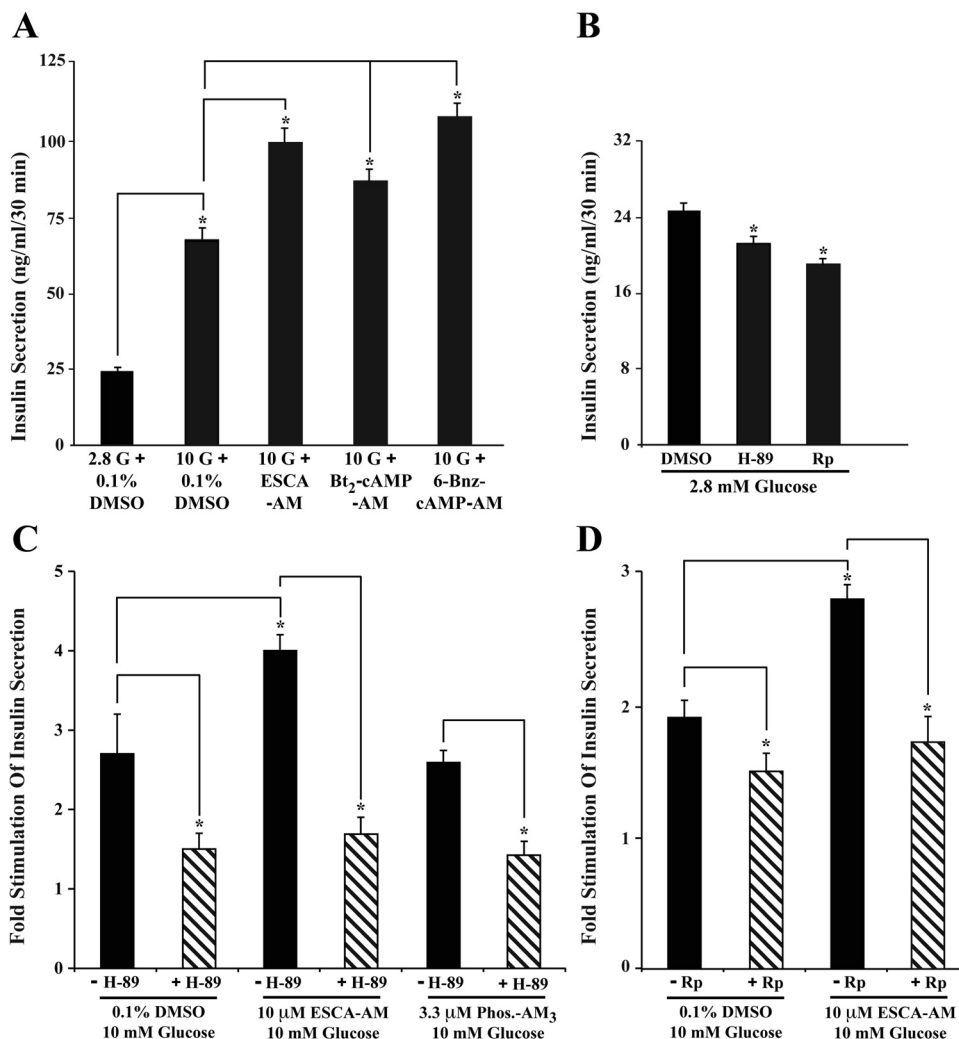 A
Insulin Secretion (ng/ml/30 min)
125
100
75
50
25
0
*
*
*
*
2.8 G +
0.1%
DMSO
10 G +
0.1%
DMSO
10 G +
ESCA
-AM
10 G +
Bt2-cAMP
-AM
10 G +
6-Bnz-
cAMP-AM
B
Insulin Secretion (ng/ml/30 min)
32
24
16
8
0
*
*
DMSO H-89 Rp
2.8 mM Glucose
C
Fold Stimulation Of Insulin Secretion
5
4
3
2
1
0
*
*
*
*
- H-89 + H-89 - H-89 + H-89 - H-89 + H-89
0.1% DMSO
10 mM Glucose
10 µM ESCA-AM
10 mM Glucose
3.3 µM Phos.-AM3
10 mM Glucose
D
Fold Stimulation Of Insulin Secretion
3
2
1
0
*
*
*
- Rp + Rp - Rp + Rp
0.1% DMSO
10 mM Glucose
10 µM ESCA-AM
10 mM Glucose